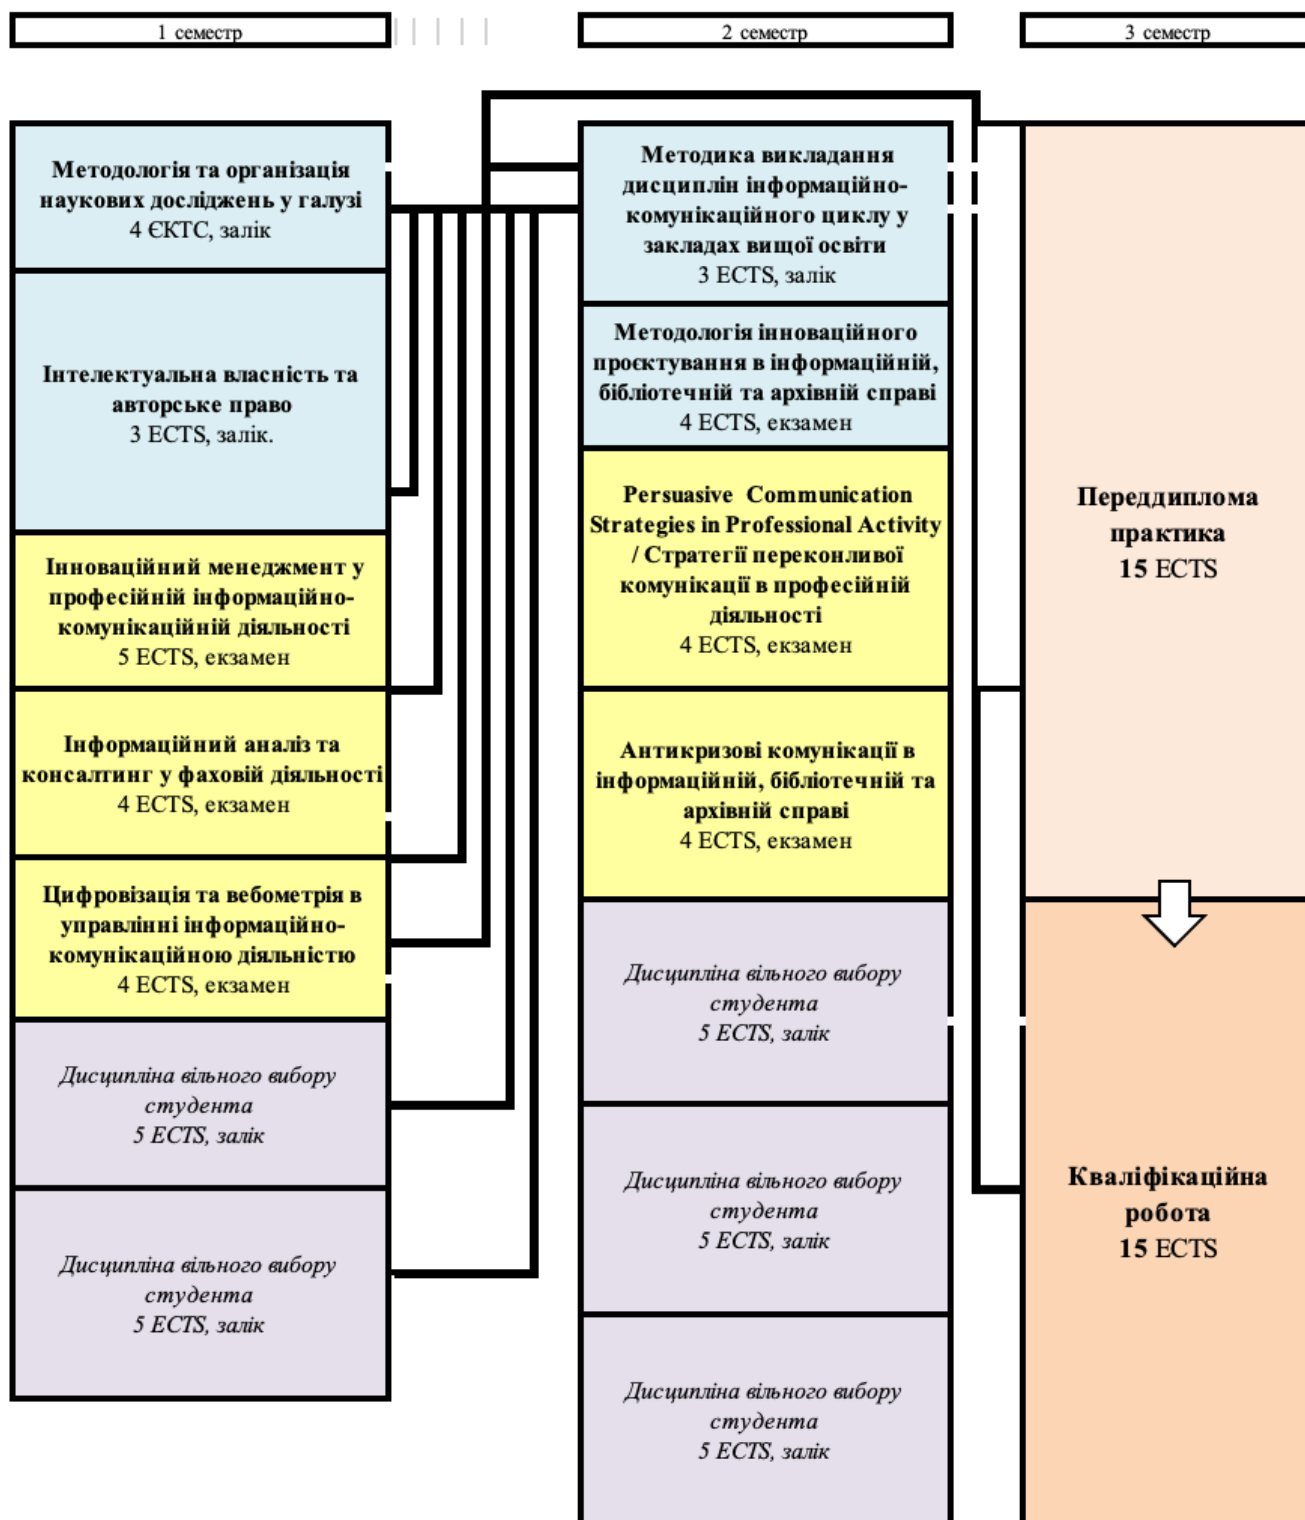 1 семестр
2 семестр
3 семестр
Методологія та організація
наукових досліджень у галузі
4 ЄКТС, залік
Інтелектуальна власність та
авторське право
3 ECTS, залік.
Інноваційний менеджмент у
професійній інформаційно-
комунікаційній діяльності
5 ECTS, екзамен
Інформаційний аналіз та
консалтинг у фаховій діяльності
4 ECTS, екзамен
Цифровізація та вебометрія в
управлінні інформаційно-
комунікаційною діяльністю
4 ECTS, екзамен
Дисципліна вільного вибору
студента
5 ECTS, залік
Дисципліна вільного вибору
студента
5 ECTS, залік
Методика викладання
дисциплін інформаційно-
комунікаційного циклу у
закладах вищої освіти
3 ECTS, залік
Методологія інноваційного
проєктування в інформаційній,
бібліотечній та архівній справі
4 ECTS, екзамен
Persuasive Communication
Strategies in Professional Activity
/ Стратегії переконливої
комунікації в професійній
діяльності
4 ECTS, екзамен
Антикризові комунікації в
інформаційній, бібліотечній та
архівній справі
4 ECTS, екзамен
Дисципліна вільного вибору
студента
5 ECTS, залік
Дисципліна вільного вибору
студента
5 ECTS, залік
Дисципліна вільного вибору
студента
5 ECTS, залік
Переддиплома
практика
15 ECTS
Кваліфікаційна
робота
15 ECTS